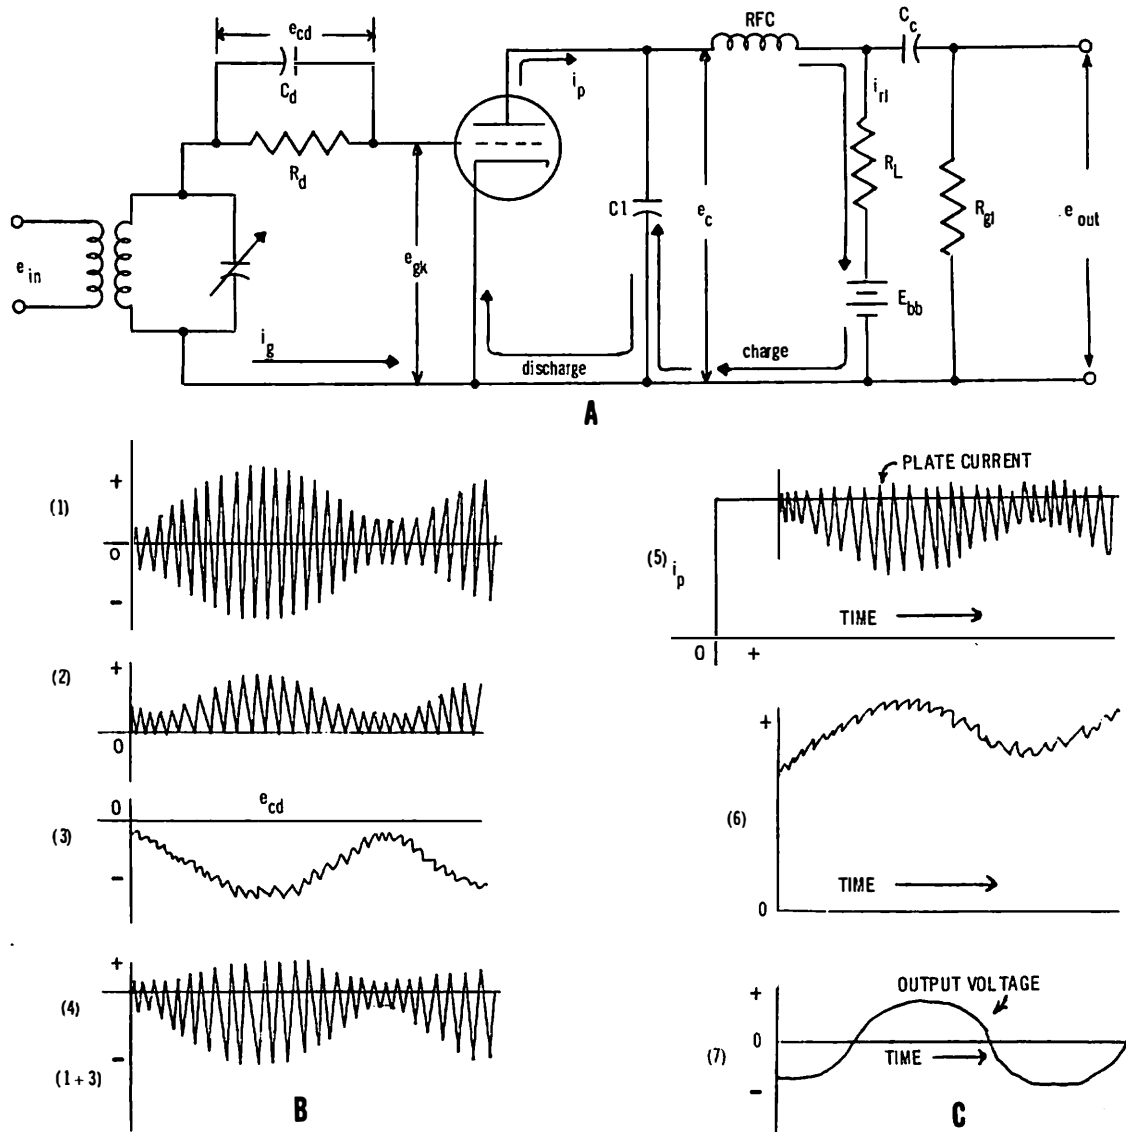 e_cd
C_d
R_d
e_in
i_g
e_gk
i_p
C1
e_c
discharge
charge
RFC
C_c
i_rl
R_L
E_bb
R_gl
e_out
A
(1)
+
0
-
(2)
+
0
(3)
0
e_cd
-
(4)
+
-
(1+3)
B
PLATE CURRENT
(5) i_p
TIME
0 +
(6)
+
TIME
0
(7)
+
OUTPUT VOLTAGE
0
TIME
-
C